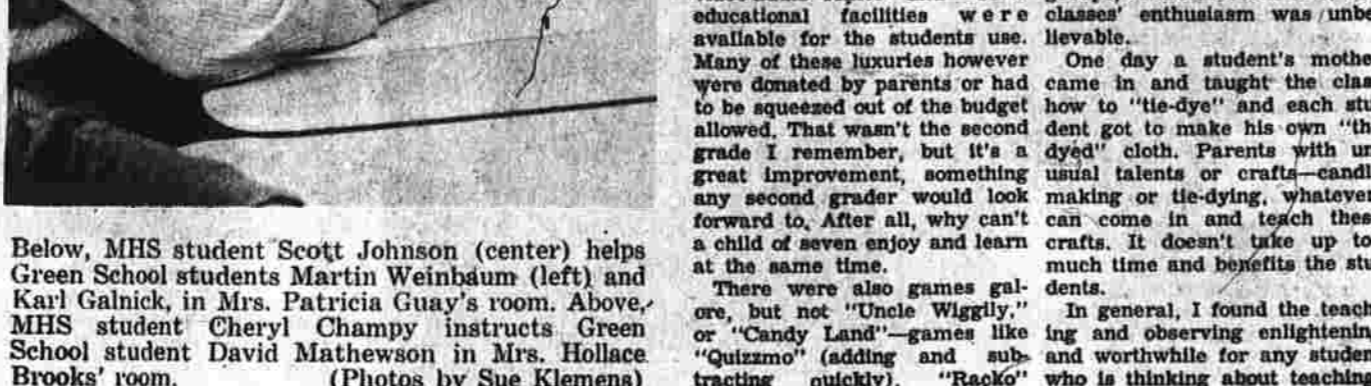 Below, MHS student Scott Johnson (center) helps
Green School students Martin Weinbaum (left) and
Karl Galnick, in Mrs. Patricia Guay's room. Above,
MHS student Cheryl Champy instructs Green
School student David Mathewson in Mrs. Hollace
Brooks' room. (Photos by Sue Klemens)
educational facilities were
available for the students use.
Many of these luxuries however
were donated by parents or had
to be squeezed out of the budget
allowed. That wasn't the second
grade I remember, but it's a
great improvement, something
any second grader would look
forward to. After all, why can't
a child of seven enjoy and learn
at the same time.
There were also games gal-
ore, but not "Uncle Wiggily,"
or "Candy Land"—games like
"Quizzmo" (adding and sub-
tracting quickly), "Racko"
classes' enthusiasm was unbe
lievable.
One day a student's mothe
came in and taught the clas
how to "tie-dye" and each stu
dent got to make his own "tie
dyed" cloth. Parents with un
usual talents or crafts—candl
making or tie-dying, whatever
can come in and teach thes
crafts. It doesn't take up to
much time and benefits the stu
dents.
In general, I found the teach
ing and observing enlightenin
and worthwhile for any studen
who is thinking about teaching